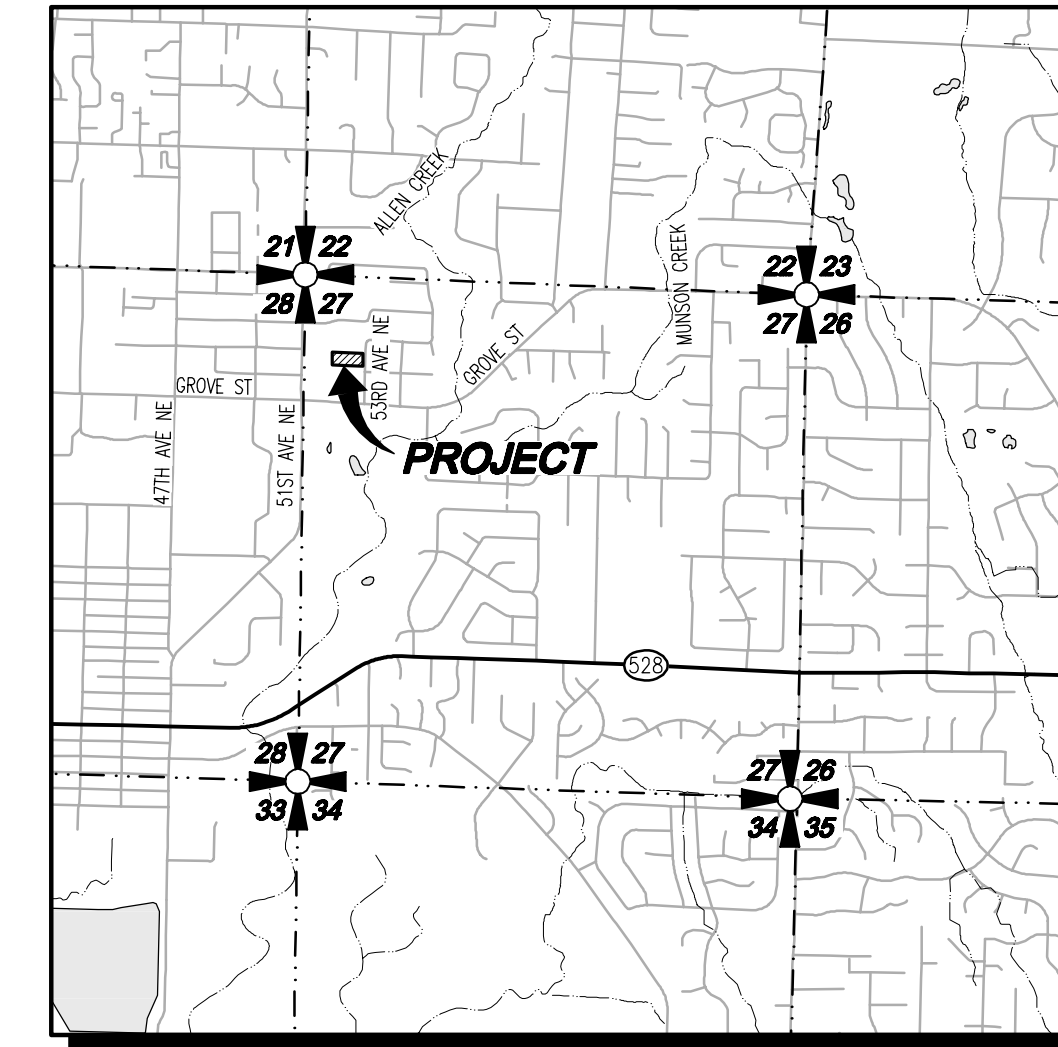 ALLEN CREEK
MUNSON CREEK
21 22
28 27
22 23
27 26
53RD AVE NE
GROVE ST
GROVE ST
47TH AVE NE
51ST AVE NE
PROJECT
528
28 27
33 34
27 26
34 35